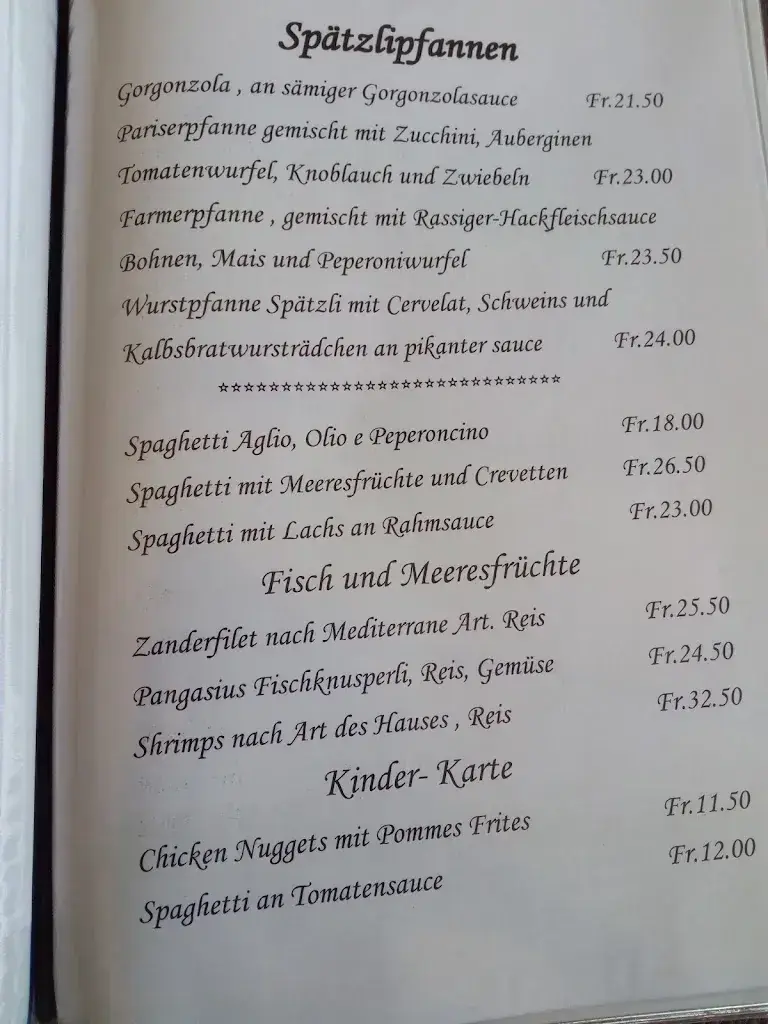 Spätzlipfannen
Gorgonzola , an sämiger Gorgonzolasauce Fr.21.50
Pariserpfanne gemischt mit Zucchini, Auberginen
Tomatenwurfel, Knoblauch und Zwiebeln Fr.23.00
Farmerpfanne , gemischt mit Rassiger-Hackfleischsauce
Bohnen, Mais und Peperoniwurfel Fr.23.50
Wurstpfanne Spätzli mit Cervelat, Schweins und
Kalbsbratwursträdchen an pikanter sauce Fr.24.00
☆☆☆☆☆☆☆☆☆☆☆☆☆☆☆☆☆☆☆☆☆☆☆☆☆☆☆
Spaghetti Aglio, Olio e Peperoncino Fr.18.00
Spaghetti mit Meeresfrüchte und Crevetten Fr.26.50
Spaghetti mit Lachs an Rahmsauce Fr.23.00
Fisch und Meeresfrüchte
Zanderfilet nach Mediterrane Art. Reis Fr.25.50
Pangasius Fischknusperli, Reis, Gemüse Fr.24.50
Shrimps nach Art des Hauses , Reis Fr.32.50
Kinder- Karte
Chicken Nuggets mit Pommes Frites Fr.11.50
Spaghetti an Tomatensauce Fr.12.00